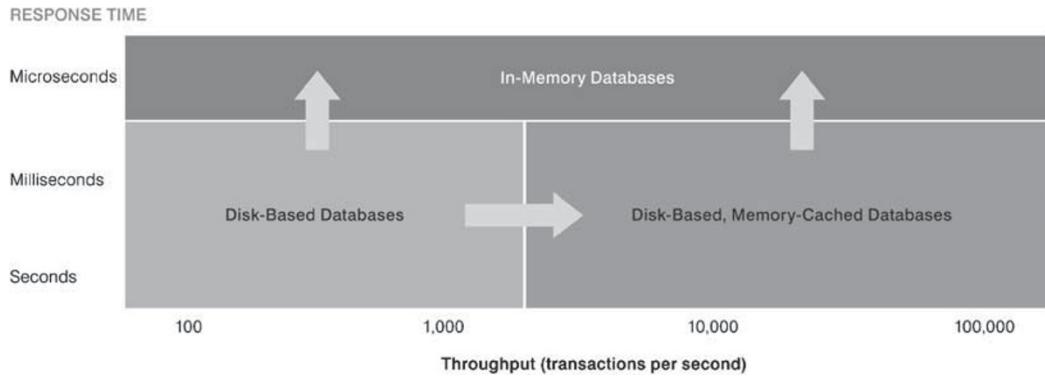 RESPONSE TIME
Microseconds
In-Memory Databases
Milliseconds
Disk-Based Databases
Disk-Based, Memory-Cached Databases
Seconds
100 1,000 10,000 100,000
Throughput (transactions per second)